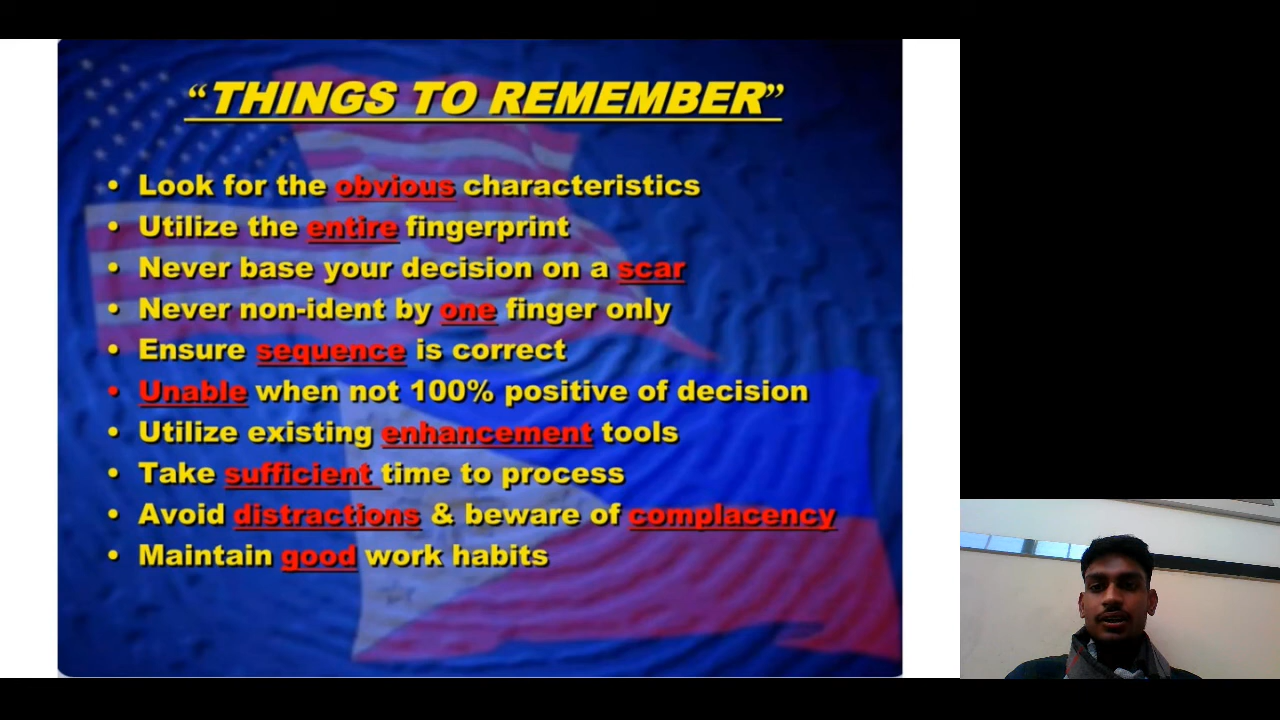 “THINGS TO REMEMBER”
• Look for the obvious characteristics
• Utilize the entire fingerprint
• Never base your decision on a scar
• Never non-ident by one finger only
• Ensure sequence is correct
• Unable when not 100% positive of decision
• Utilize existing enhancement tools
• Take sufficient time to process
• Avoid distractions & beware of complacency
• Maintain good work habits